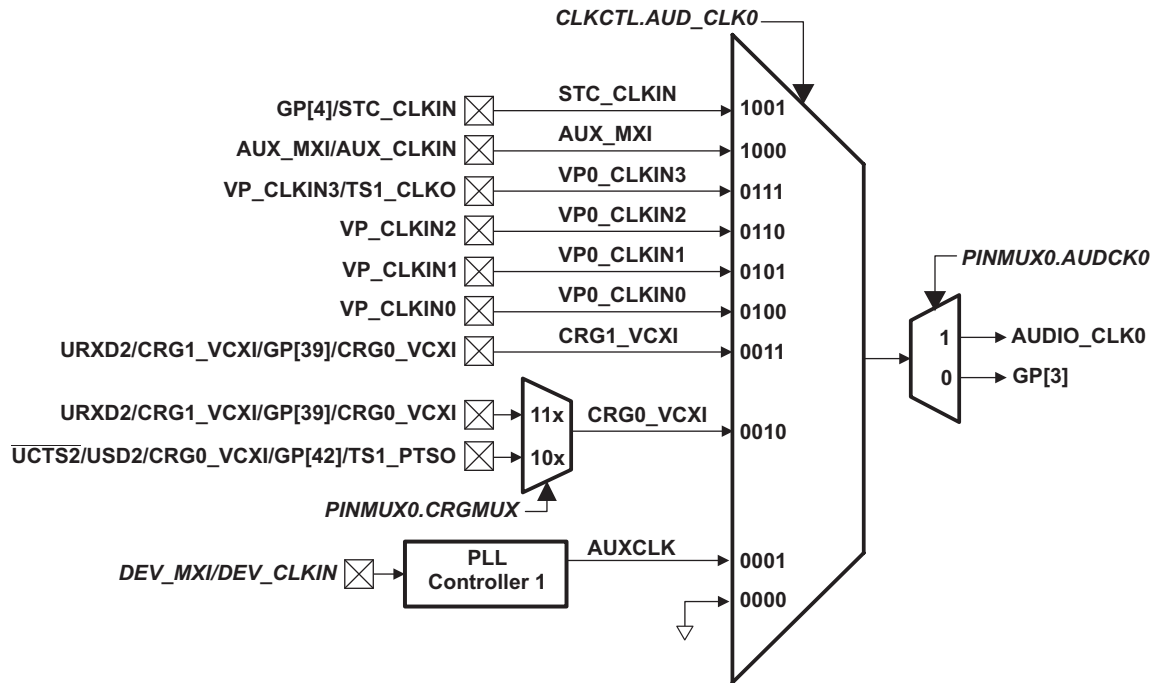 CLKCTL.AUD_CLK0
GP[4]/STC_CLKIN STC_CLKIN 1001
AUX_MXI/AUX_CLKIN AUX_MXI 1000
VP_CLKIN3/TS1_CLKO VP0_CLKIN3 0111
VP_CLKIN2 VP0_CLKIN2 0110
VP_CLKIN1 VP0_CLKIN1 0101
PINMUX0.AUDCK0
VP_CLKIN0 VP0_CLKIN0 0100
1 AUDIO_CLK0
URXD2/CRG1_VCXI/GP[39]/CRG0_VCXI CRG1_VCXI 0011
0 GP[3]
URXD2/CRG1_VCXI/GP[39]/CRG0_VCXI 11x
CRG0_VCXI 0010
UCTS2/USD2/CRG0_VCXI/GP[42]/TS1_PTSO 10x
PINMUX0.CRGMUX
DEV_MXI/DEV_CLKIN
PLL
Controller 1
AUXCLK 0001
0000